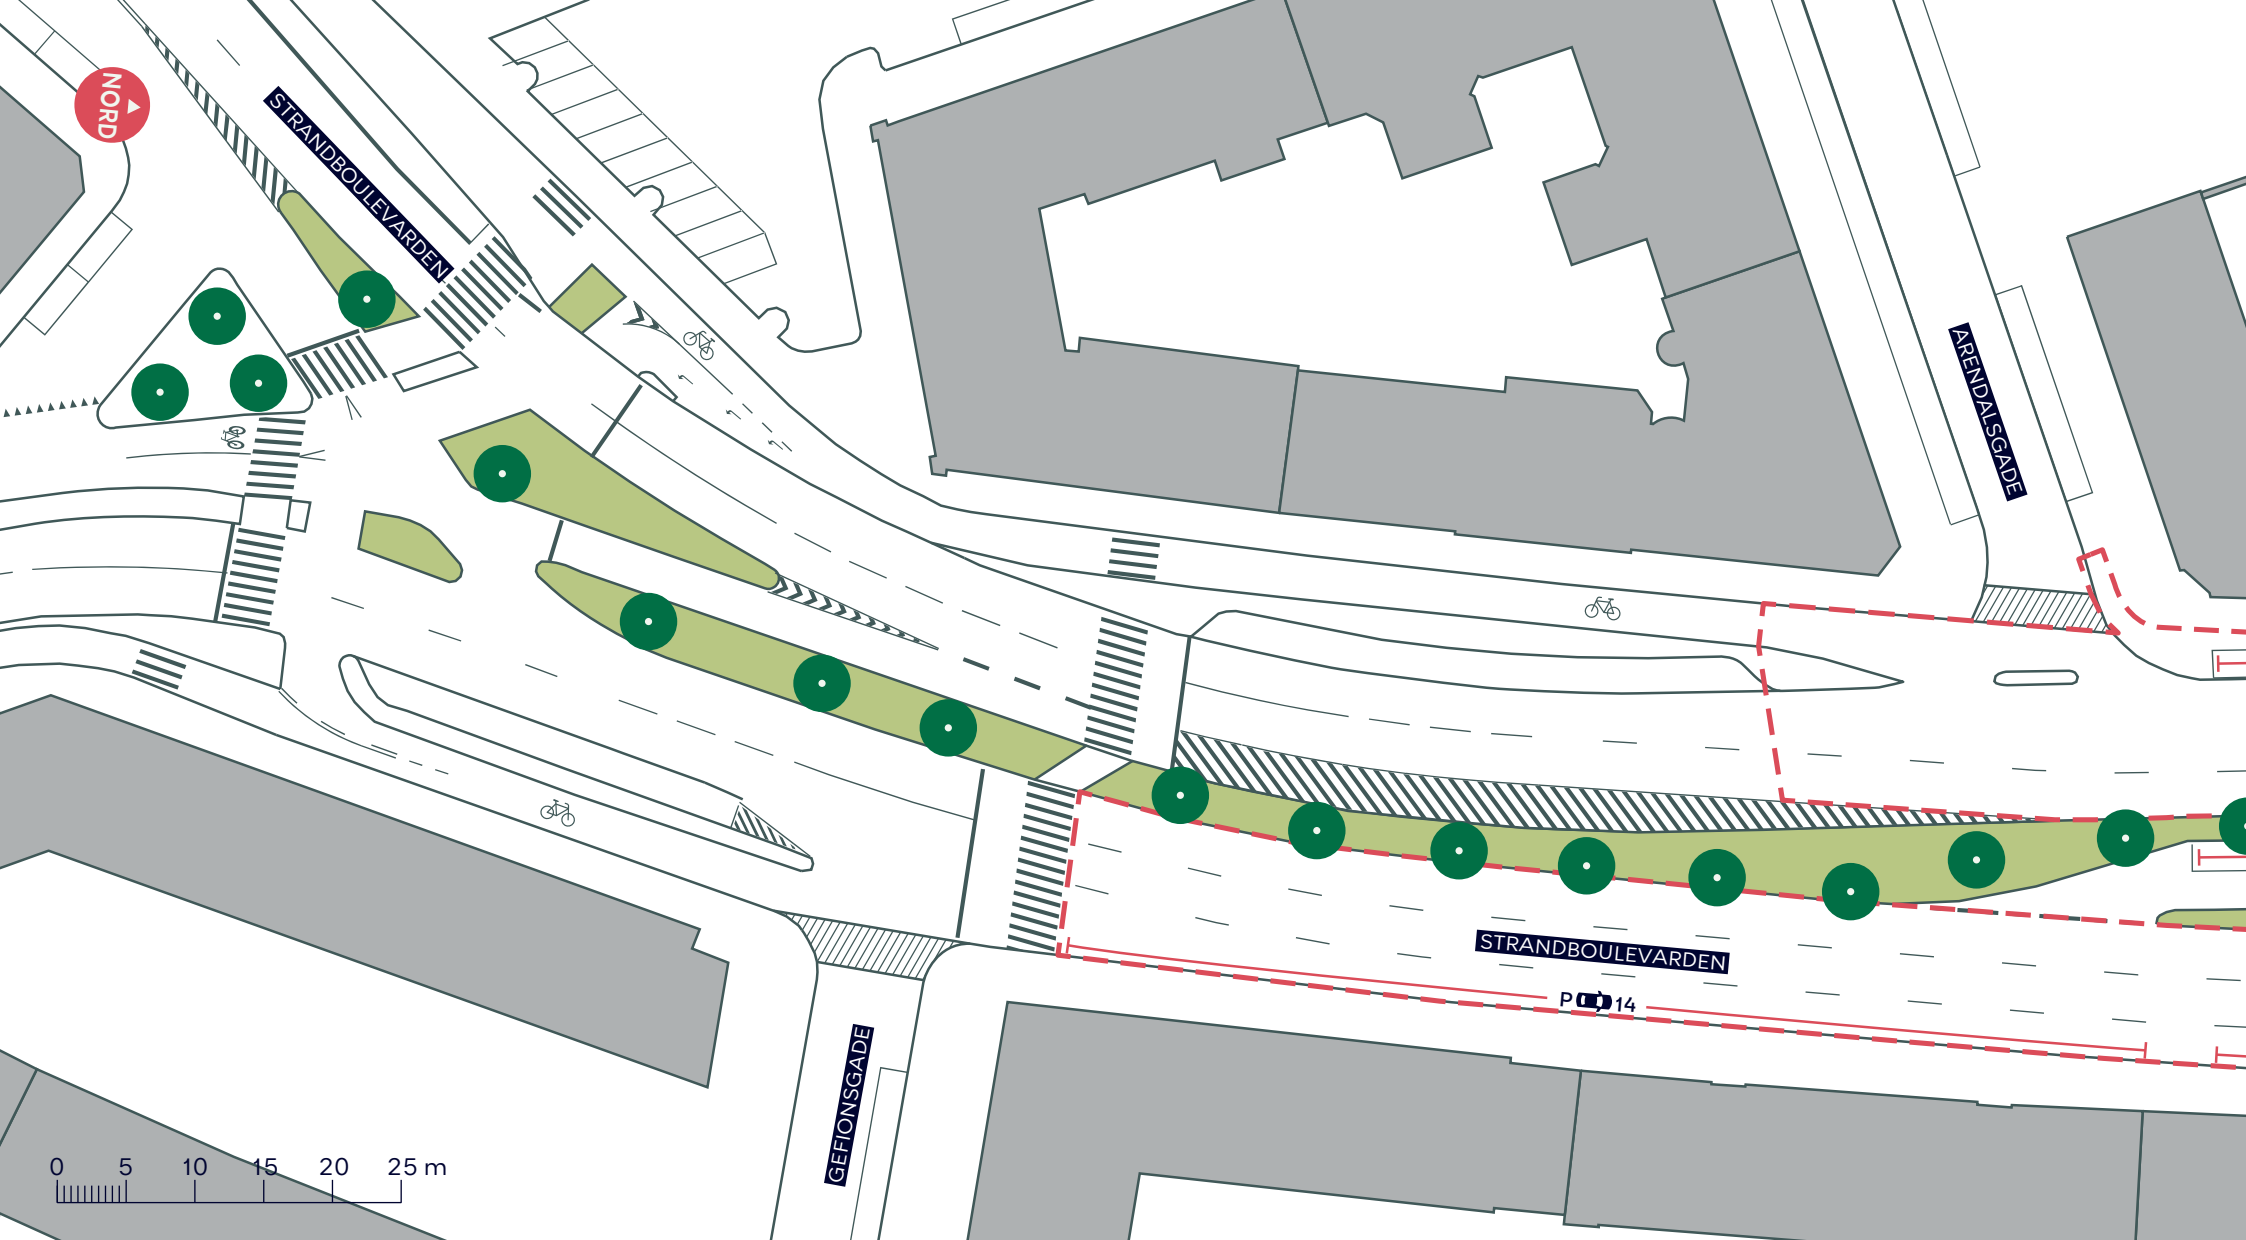 NORD
STRANDBOULEVARDEN
ARENDALSGADE
STRANDBOULEVARDEN
P 14
GEFIONSGADE
0 5 10 15 20 25 m